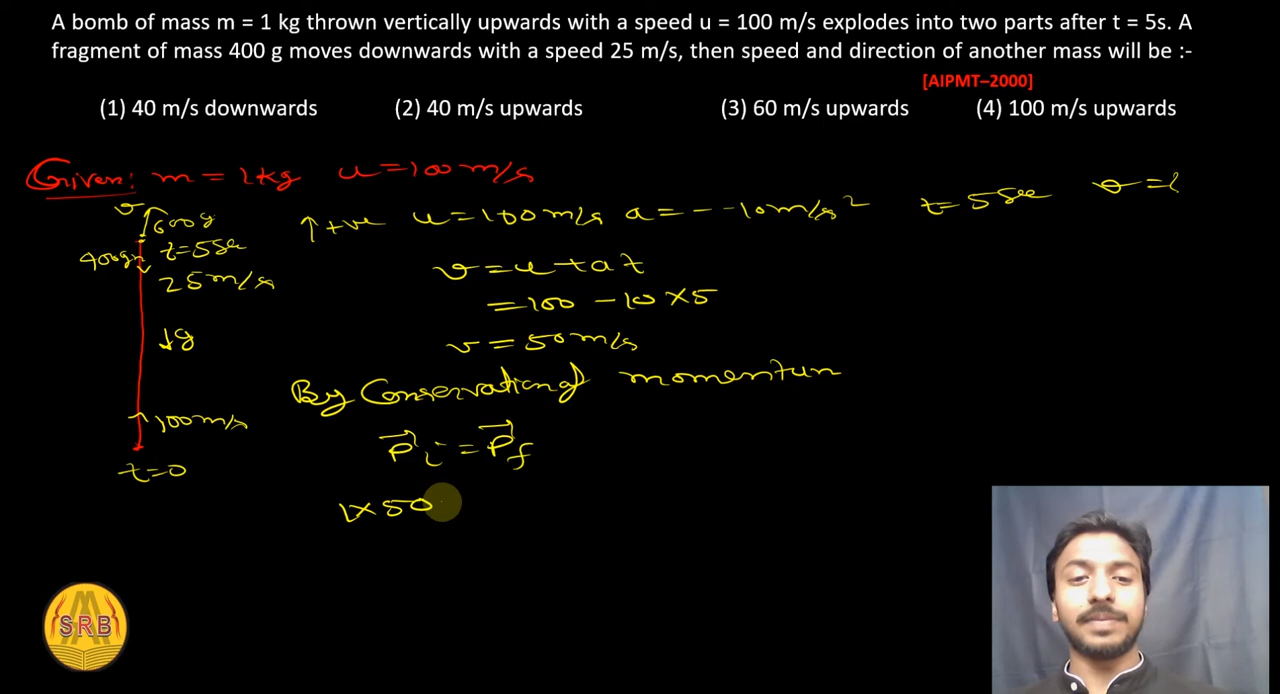 A bomb of mass m = 1 kg thrown vertically upwards with a speed u = 100 m/s explodes into two parts after t = 5s. A
fragment of mass 400 g moves downwards with a speed 25 m/s, then speed and direction of another mass will be :-
[AIPMT–2000]
(1) 40 m/s downwards (2) 40 m/s upwards (3) 60 m/s upwards (4) 100 m/s upwards
Given: m = 1kg u = 100 m/s
v ↑ 600g
↑ +ve u = 100 m/s a = - -10 m/s² t = 5 sec v = ?
400gm t = 5 sec
25 m/s
v = u + a t
= 100 - 10 × 5
↓g
v = 50 m/s
By Conservation of momentum
↑ 100 m/s
P⃗i = P⃗f
t = 0
1 × 50
SRB